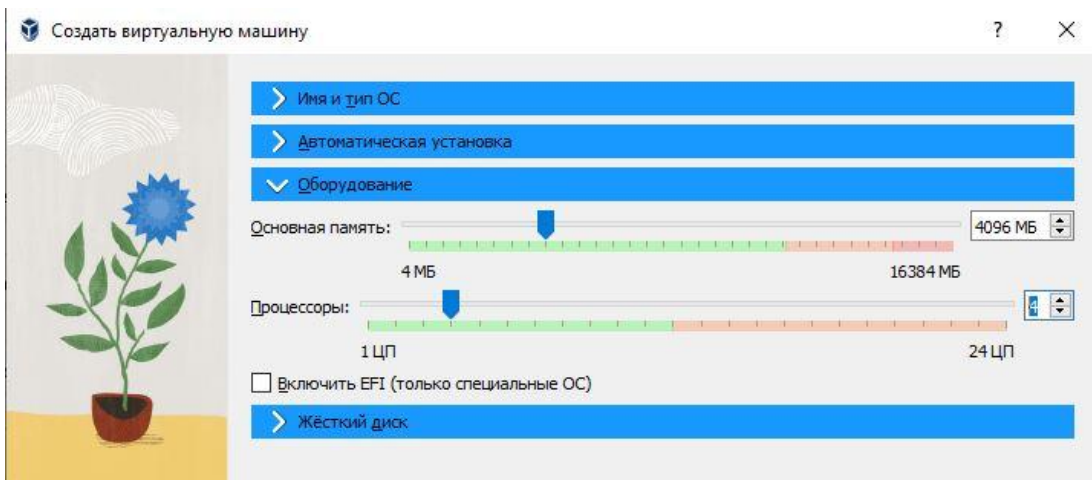 Создать виртуальную машину
Имя и тип ОС
Автоматическая установка
Оборудование
Основная память: 4096 МБ
4 МБ 16384 МБ
Процессоры: 4
1 ЦП 24 ЦП
Включить EFI (только специальные ОС)
Жёсткий диск